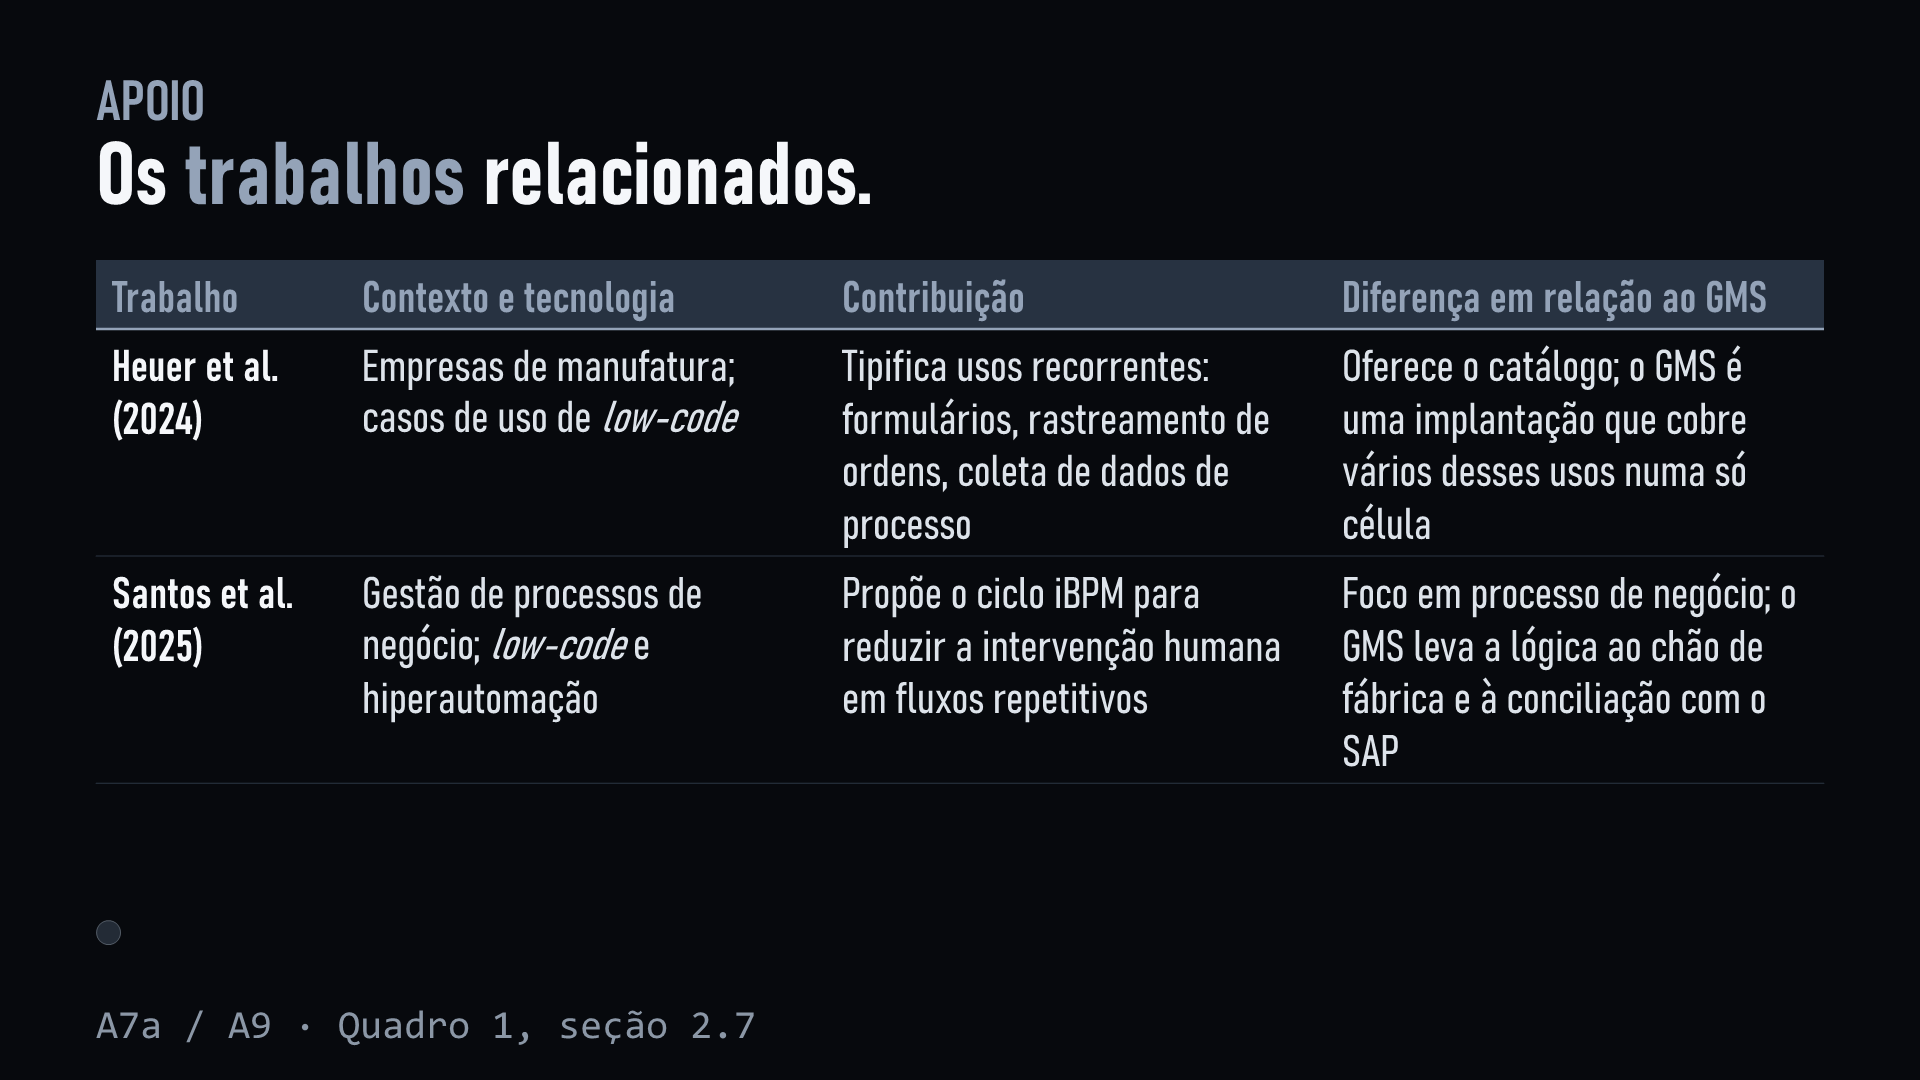 APOIO
Os trabalhos relacionados.
Trabalho
Contexto e tecnologia
Contribuição
Diferença em relação ao GMS
Heuer et al.
(2024)
Empresas de manufatura;
casos de uso de low-code
Tipifica usos recorrentes:
formulários, rastreamento de
ordens, coleta de dados de
processo
Oferece o catálogo; o GMS é
uma implantação que cobre
vários desses usos numa só
célula
Santos et al.
(2025)
Gestão de processos de
negócio; low-code e
hiperautomação
Propõe o ciclo iBPM para
reduzir a intervenção humana
em fluxos repetitivos
Foco em processo de negócio; o
GMS leva a lógica ao chão de
fábrica e à conciliação com o
SAP
A7a / A9 · Quadro 1, seção 2.7